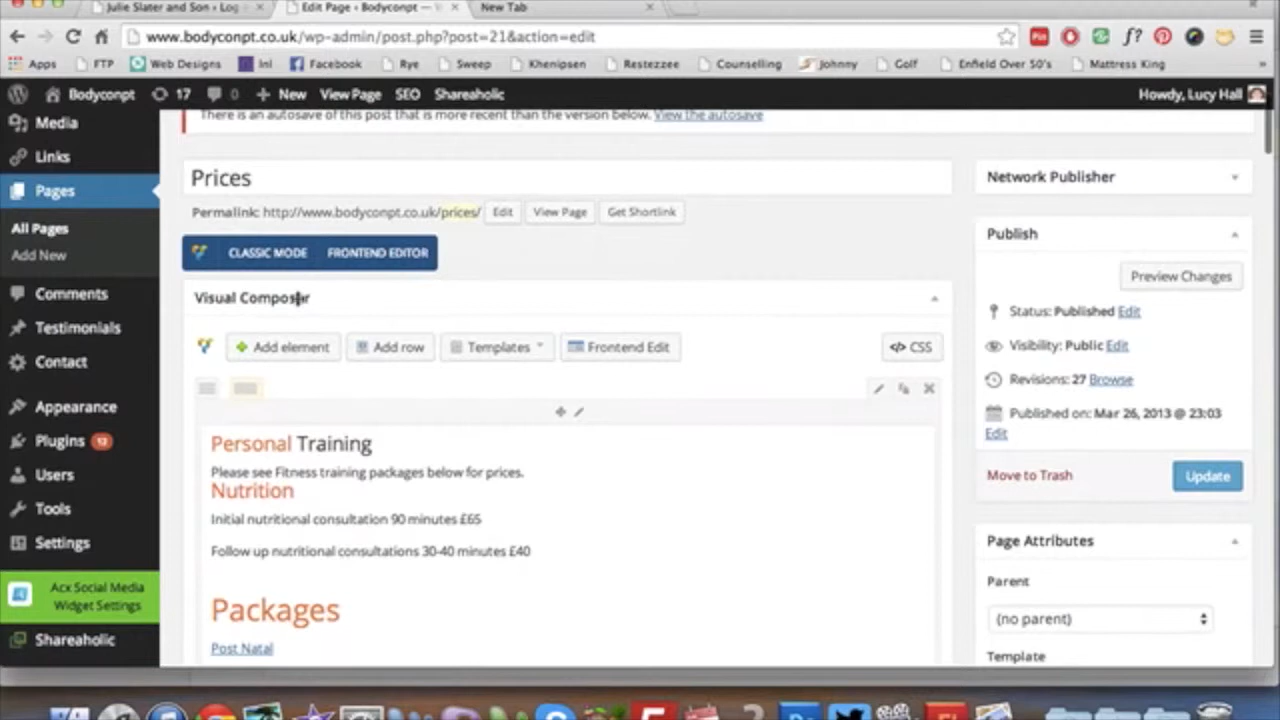 Julie Slater and Son ‹ Log
Edit Page ‹ Bodyconpt —
New Tab
www.bodyconpt.co.uk/wp-admin/post.php?post=21&action=edit
Apps FTP Web Designs Inl Facebook Rye Sweep Khenipsen Restezzee Counselling Johnny Golf Enfield Over 50's Mattress King »
Bodyconpt 17 0 + New View Page SEO Shareaholic Howdy, Lucy Hall
Media
Links
Pages
All Pages
Add New
Comments
Testimonials
Contact
Appearance
Plugins 12
Users
Tools
Settings
Acx Social Media
Widget Settings
Shareaholic
There is an autosave of this post that is more recent than the version below. View the autosave
Prices
Permalink: http://www.bodyconpt.co.uk/prices/ Edit View Page Get Shortlink
CLASSIC MODE FRONTEND EDITOR
Visual Composer
Add element Add row Templates Frontend Edit </> CSS
Personal Training
Please see Fitness training packages below for prices.
Nutrition
Initial nutritional consultation 90 minutes £65
Follow up nutritional consultations 30-40 minutes £40
Packages
Post Natal
Network Publisher
Publish
Preview Changes
Status: Published Edit
Visibility: Public Edit
Revisions: 27 Browse
Published on: Mar 26, 2013 @ 23:03
Edit
Move to Trash Update
Page Attributes
Parent
(no parent)
Template